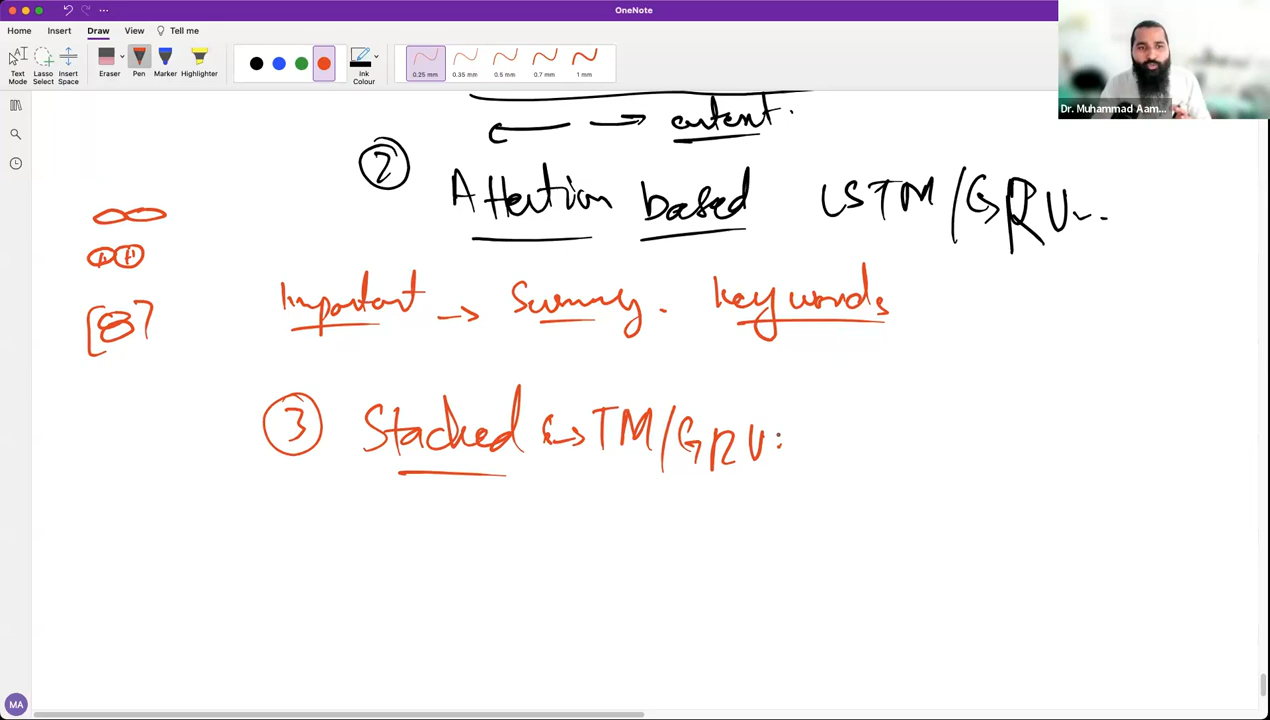 OneNote
Home Insert Draw View Tell me
Text Mode Lasso Select Insert Space Eraser Pen Marker Highlighter Ink Colour 0.25 mm 0.35 mm 0.5 mm 0.7 mm 1 mm
Dr. Muhammad Aam...
② Attention based LSTM/GRU..
Important → Summary. Keywords
③ Stacked LSTM/GRU:
MA